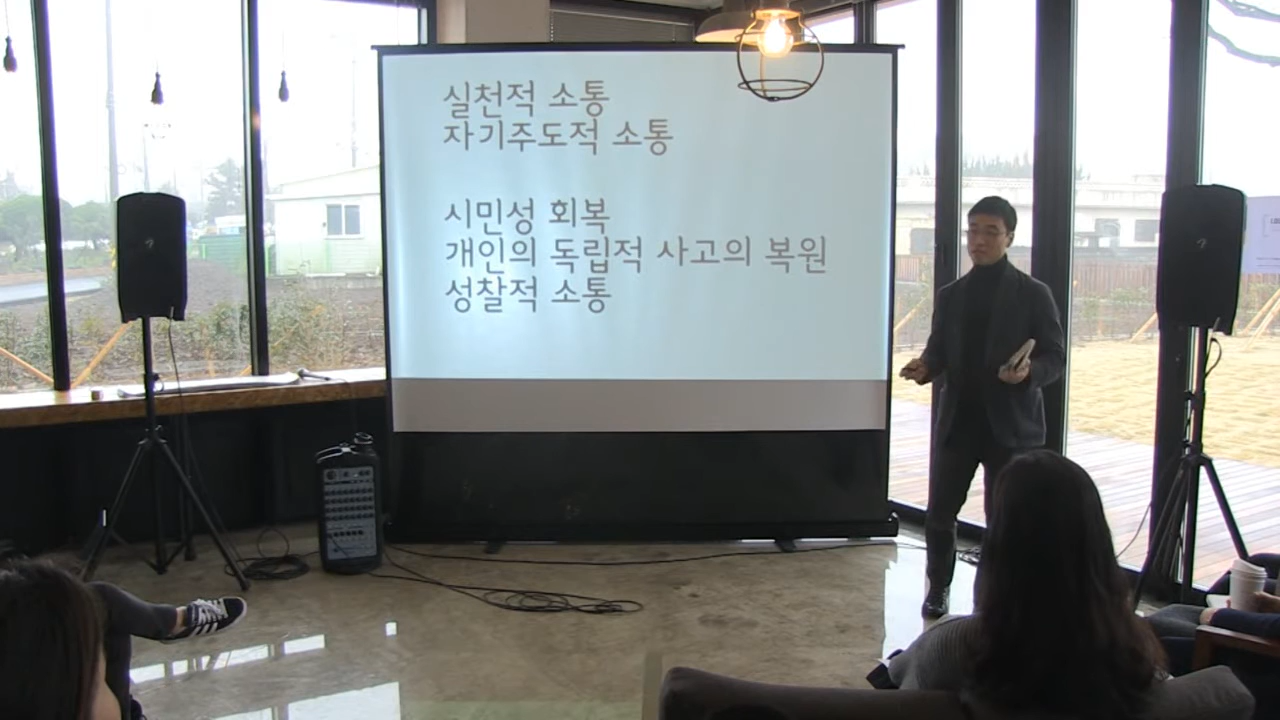 실천적 소통
자기주도적 소통
시민성 회복
개인의 독립적 사고의 복원
성찰적 소통